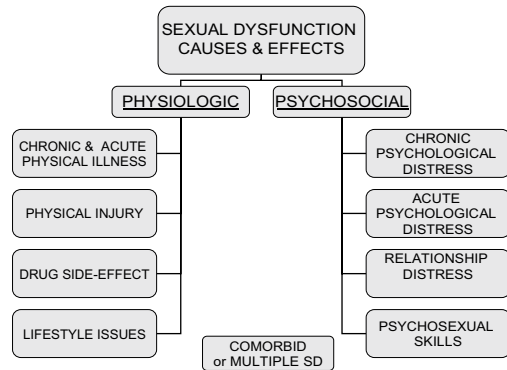 SEXUAL DYSFUNCTION
CAUSES & EFFECTS
PHYSIOLOGIC
PSYCHOSOCIAL
CHRONIC & ACUTE
PHYSICAL ILLNESS
PHYSICAL INJURY
DRUG SIDE-EFFECT
LIFESTYLE ISSUES
CHRONIC
PSYCHOLOGICAL
DISTRESS
ACUTE
PSYCHOLOGICAL
DISTRESS
RELATIONSHIP
DISTRESS
PSYCHOSEXUAL
SKILLS
COMORBID
or MULTIPLE SD